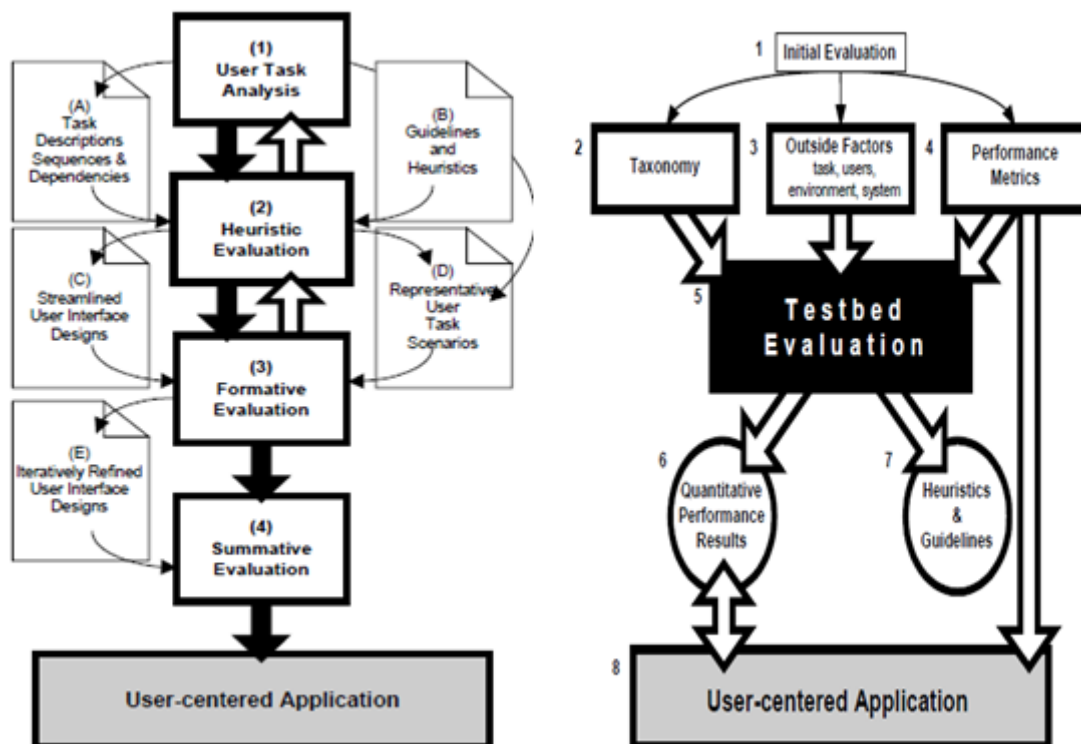 (1)
User Task
Analysis
(A)
Task
Descriptions
Sequences &
Dependencies
(B)
Guidelines
and
Heuristics
(2)
Heuristic
Evaluation
(C)
Streamlined
User Interface
Designs
(D)
Representative
User
Task
Scenarios
(3)
Formative
Evaluation
(E)
Iteratively Refined
User Interface
Designs
(4)
Summative
Evaluation
User-centered Application
1
Initial Evaluation
2
Taxonomy
3
Outside Factors
task, users,
environment, system
4
Performance
Metrics
5
Testbed
Evaluation
6
Quantitative
Performance
Results
7
Heuristics
&
Guidelines
8
User-centered Application